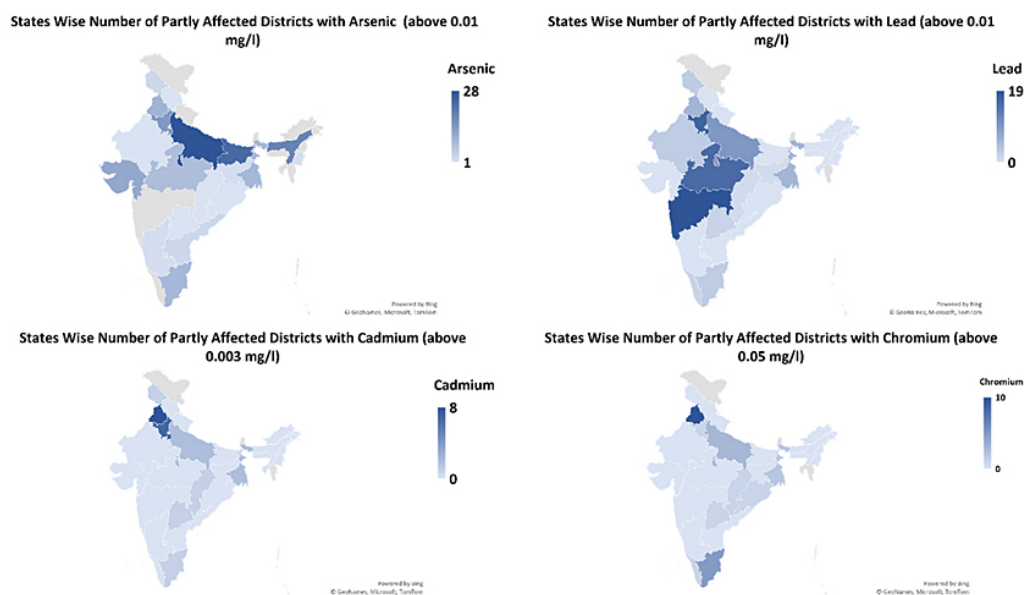 States Wise Number of Partly Affected Districts with Arsenic (above 0.01
mg/l)
Arsenic
28
1
Powered by Bing
© GeoNames, Microsoft, TomTom
States Wise Number of Partly Affected Districts with Lead (above 0.01
mg/l)
Lead
19
0
Powered by Bing
© GeoNames, Microsoft, TomTom
States Wise Number of Partly Affected Districts with Cadmium (above
0.003 mg/l)
Cadmium
8
0
Powered by Bing
© GeoNames, Microsoft, TomTom
States Wise Number of Partly Affected Districts with Chromium (above
0.05 mg/l)
Chromium
10
0
Powered by Bing
© GeoNames, Microsoft, TomTom